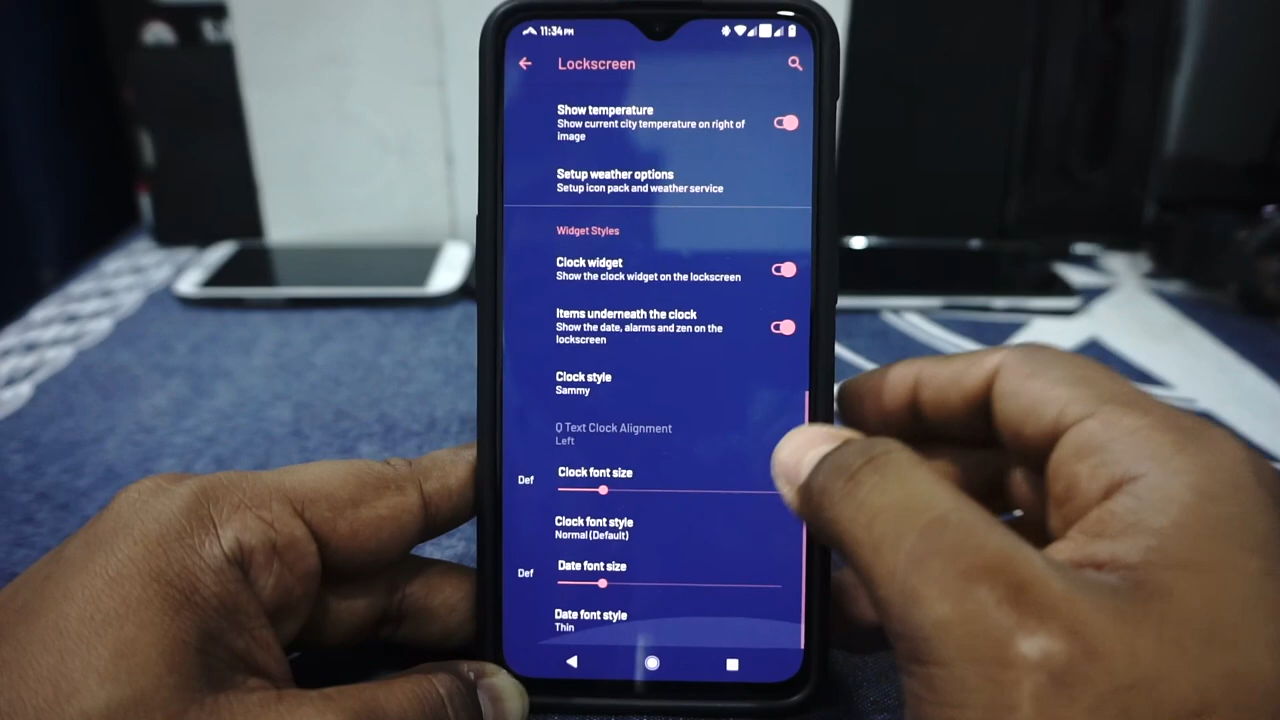 11:34 PM
Lockscreen
Show temperature
Show current city temperature on right of
image
Setup weather options
Setup icon pack and weather service
Widget Styles
Clock widget
Show the clock widget on the lockscreen
Items underneath the clock
Show the date, alarms and zen on the
lockscreen
Clock style
Sammy
Q Text Clock Alignment
Left
Def
Clock font size
Clock font style
Normal (Default)
Def
Date font size
Date font style
Thin